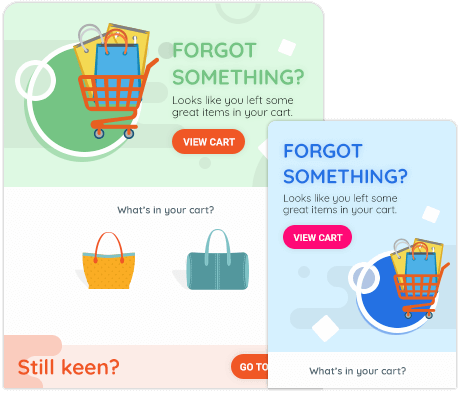 FORGOT
SOMETHING?
Looks like you left some
great items in your cart.
VIEW CART
What's in your cart?
Still keen?
GO TO
FORGOT
SOMETHING?
Looks like you left some
great items in your cart.
VIEW CART
What's in your cart?